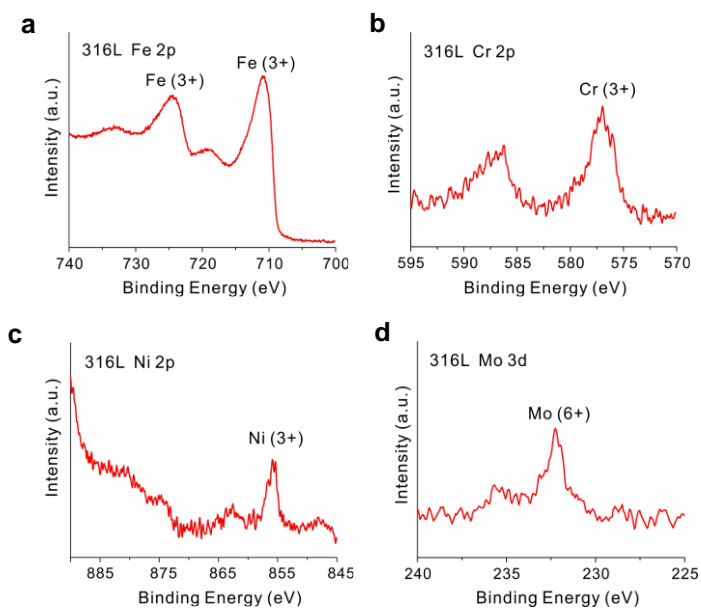 a
316L Fe 2p
Fe (3+)
Fe (3+)
Intensity (a.u.)
740 730 720 710 700
Binding Energy (eV)
b
316L Cr 2p
Cr (3+)
Intensity (a.u.)
595 590 585 580 575 570
Binding Energy (eV)
c
316L Ni 2p
Ni (3+)
Intensity (a.u.)
885 875 865 855 845
Binding Energy (eV)
d
316L Mo 3d
Mo (6+)
Intensity (a.u.)
240 235 230 225
Binding Energy (eV)